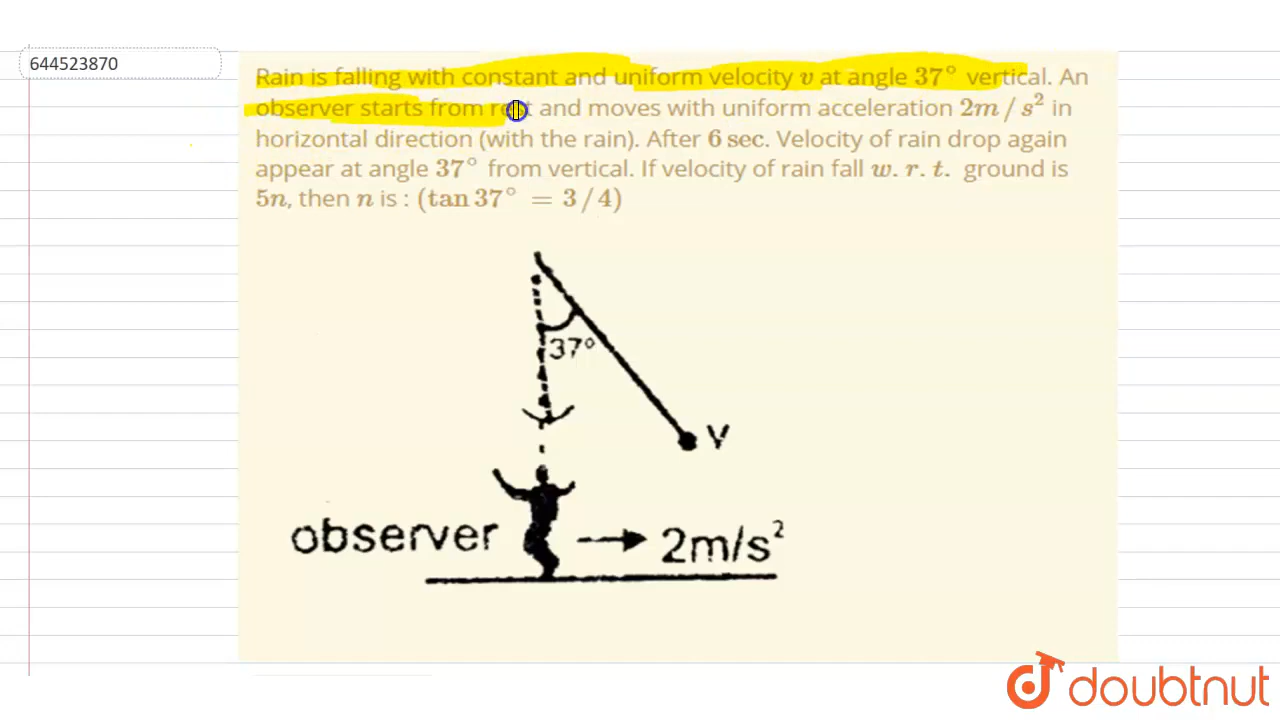 644523870
Rain is falling with constant and uniform velocity v at angle 37° vertical. An
observer starts from rest and moves with uniform acceleration 2m/s² in
horizontal direction (with the rain). After 6 sec. Velocity of rain drop again
appear at angle 37° from vertical. If velocity of rain fall w. r. t. ground is
5n, then n is : (tan 37° = 3/4)
37°
v
observer
2m/s²
doubtnut